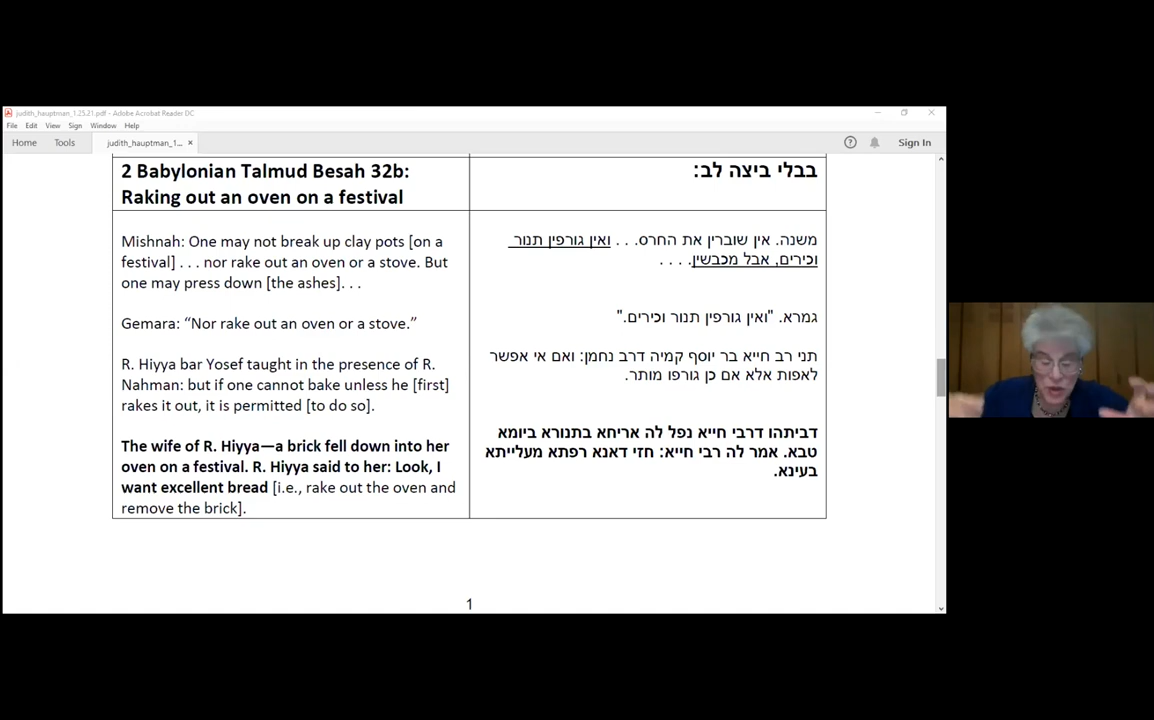 judith_hauptman_1.25.21.pdf - Adobe Acrobat Reader DC
File Edit View Sign Window Help
Home Tools judith_hauptman_1... × Sign In
2 Babylonian Talmud Besah 32b:
Raking out an oven on a festival
בבלי ביצה לב:
Mishnah: One may not break up clay pots [on a
festival] . . . nor rake out an oven or a stove. But
one may press down [the ashes]. . .
Gemara: “Nor rake out an oven or a stove.”
R. Hiyya bar Yosef taught in the presence of R.
Nahman: but if one cannot bake unless he [first]
rakes it out, it is permitted [to do so].
The wife of R. Hiyya—a brick fell down into her
oven on a festival. R. Hiyya said to her: Look, I
want excellent bread [i.e., rake out the oven and
remove the brick].
משנה. אין שוברין את החרס. . . ואין גורפין תנור
וכירים, אבל מכבשין. . . .
גמרא. "ואין גורפין תנור וכירים."
תני רב חייא בר יוסף קמיה דרב נחמן: ואם אי אפשר
לאפות אלא אם כן גורפו מותר.
דביתהו דרבי חייא נפל לה אריחא בתנורא ביומא
טבא. אמר לה רבי חייא: חזי דאנא רפתא מעלייתא
בעינא.
1